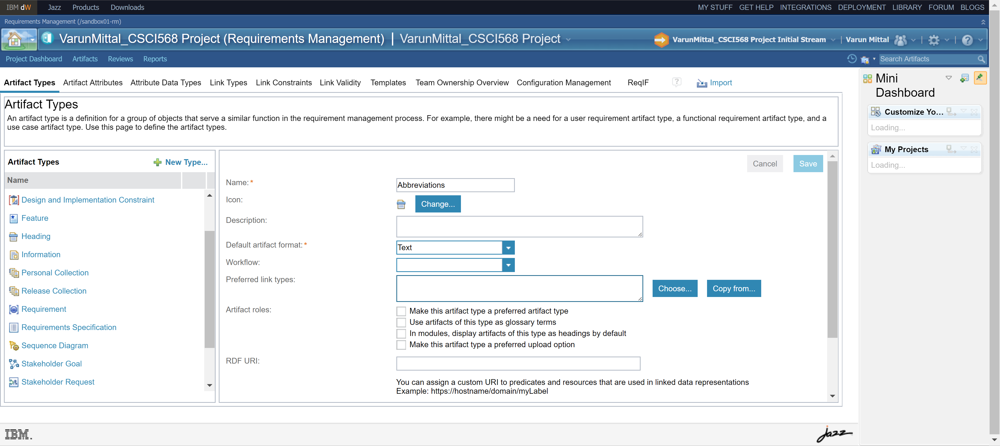 IBM dW Jazz Products Downloads MY STUFF GET HELP INTEGRATIONS DEPLOYMENT LIBRARY FORUM BLOGS
Requirements Management (/sandbox01-rm)
VarunMittal_CSCI568 Project (Requirements Management) | VarunMittal_CSCI568 Project VarunMittal_CSCI568 Project Initial Stream | Varun Mittal
Project Dashboard Artifacts Reviews Reports Search Artifacts
Artifact Types Artifact Attributes Attribute Data Types Link Types Link Constraints Link Validity Templates Team Ownership Overview Configuration Management ReqIF Import
Artifact Types
An artifact type is a definition for a group of objects that serve a similar function in the requirement management process. For example, there might be a need for a user requirement artifact type, a functional requirement artifact type, and a
use case artifact type. Use this page to define the artifact types.
Artifact Types New Type...
Name
Design and Implementation Constraint
Feature
Heading
Information
Personal Collection
Release Collection
Requirement
Requirements Specification
Sequence Diagram
Stakeholder Goal
Stakeholder Request
Cancel Save
Name: * Abbreviations
Icon: Change...
Description:
Default artifact format: * Text
Workflow:
Preferred link types: Choose... Copy from...
Artifact roles: Make this artifact type a preferred artifact type
Use artifacts of this type as glossary terms
In modules, display artifacts of this type as headings by default
Make this artifact type a preferred upload option
RDF URI:
You can assign a custom URI to predicates and resources that are used in linked data representations
Example: https://hostname/domain/myLabel
Mini
Dashboard
Customize Yo...
Loading...
My Projects
Loading...
IBM. jazz